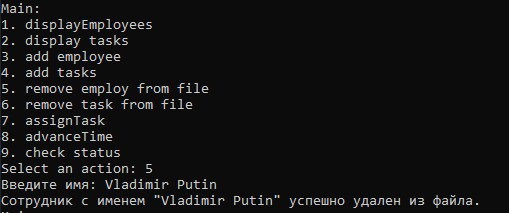 Main:
1. displayEmployees
2. display tasks
3. add employee
4. add tasks
5. remove employ from file
6. remove task from file
7. assignTask
8. advanceTime
9. check status
Select an action: 5
Введите имя: Vladimir Putin
Сотрудник с именем "Vladimir Putin" успешно удален из файла.